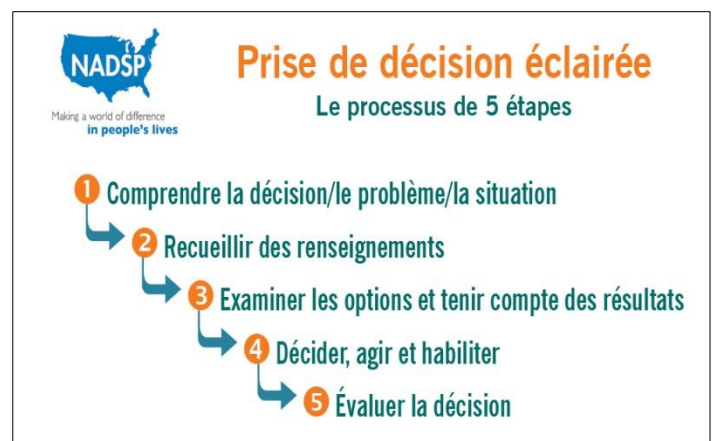 NADSP
Making a world of difference
in people's lives
Prise de décision éclairée
Le processus de 5 étapes
1 Comprendre la décision/le problème/la situation
2 Recueillir des renseignements
3 Examiner les options et tenir compte des résultats
4 Décider, agir et habiliter
5 Évaluer la décision